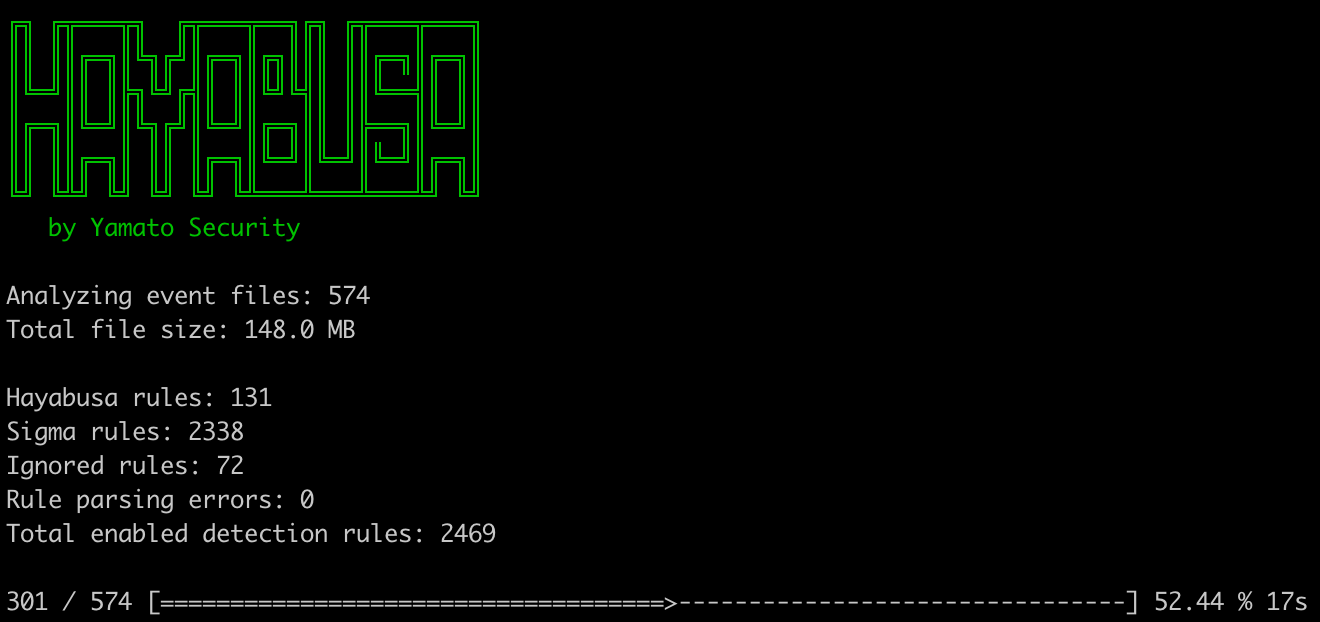 HAYABUSA
by Yamato Security
Analyzing event files: 574
Total file size: 148.0 MB
Hayabusa rules: 131
Sigma rules: 2338
Ignored rules: 72
Rule parsing errors: 0
Total enabled detection rules: 2469
301 / 574 [====================================>--------------------------------] 52.44 % 17s